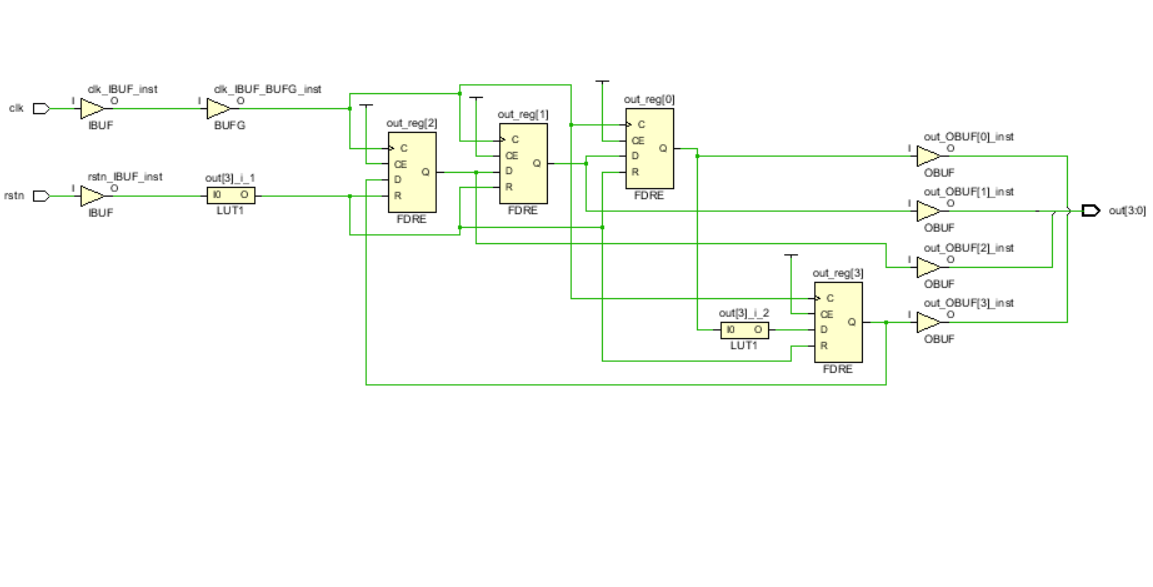 clk
clk_IBUF_inst
I
O
IBUF
clk_IBUF_BUFG_inst
I
O
BUFG
rstn
rstn_IBUF_inst
I
O
IBUF
out[3]_i_1
I0 O
LUT1
out_reg[2]
C
CE
D
R
Q
FDRE
out_reg[1]
C
CE
D
R
Q
FDRE
out_reg[0]
C
CE
D
R
Q
FDRE
out[3]_i_2
I0 O
LUT1
out_reg[3]
C
CE
D
R
Q
FDRE
out_OBUF[0]_inst
I
O
OBUF
out_OBUF[1]_inst
I
O
OBUF
out_OBUF[2]_inst
I
O
OBUF
out_OBUF[3]_inst
I
O
OBUF
out[3:0]